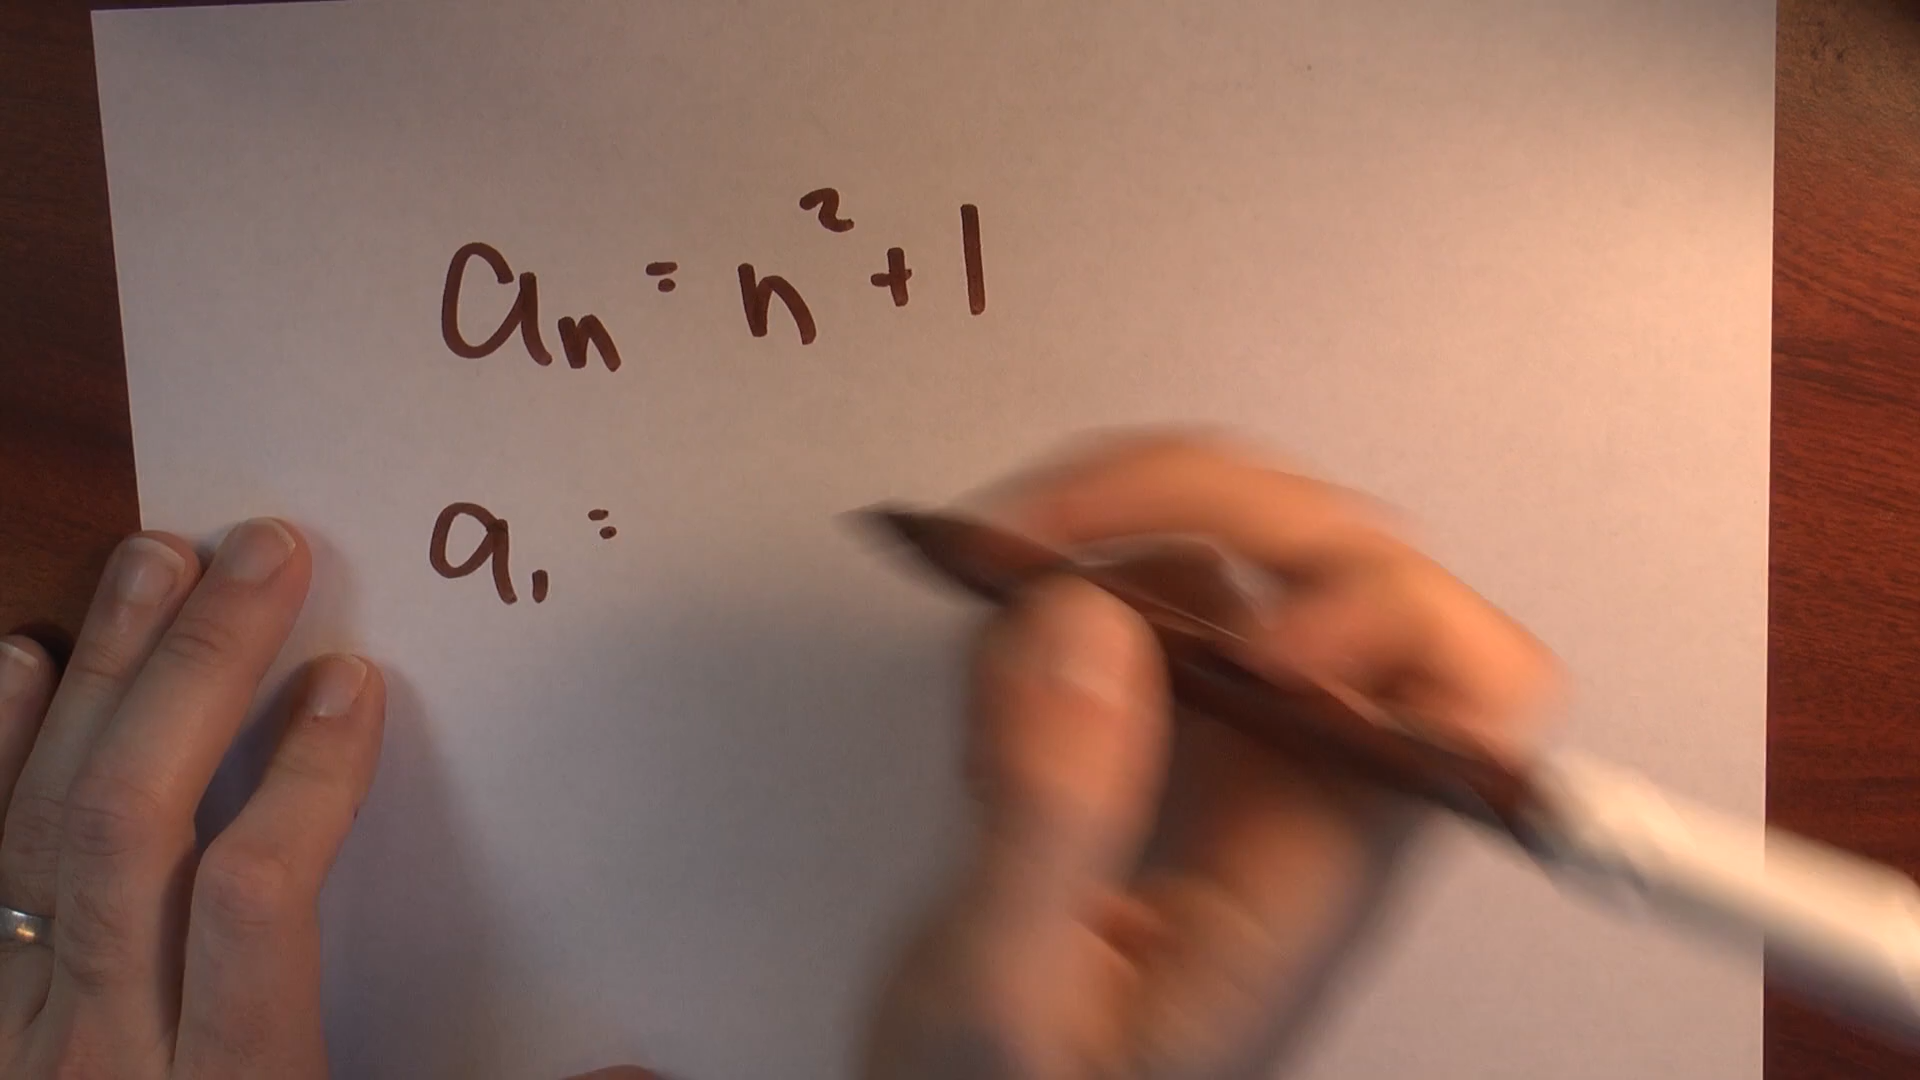 aₙ = n² + 1
a₁ =